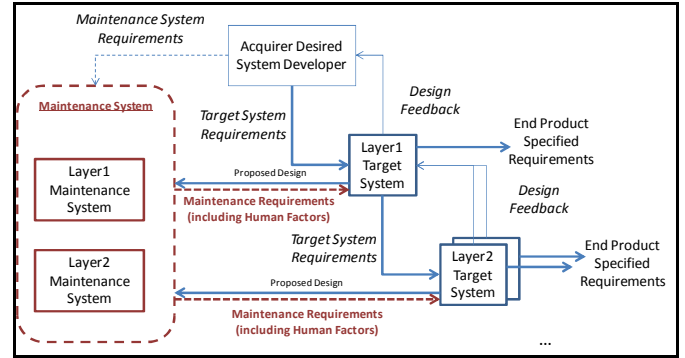 Maintenance System
Requirements
Acquirer Desired
System Developer
Maintenance System
Target System
Requirements
Design
Feedback
Layer1
Target
System
End Product
Specified
Requirements
Layer1
Maintenance
System
Proposed Design
Maintenance Requirements
(including Human Factors)
Design
Feedback
Target System
Requirements
Layer2
Target
System
End Product
Specified
Requirements
Layer2
Maintenance
System
Proposed Design
Maintenance Requirements
(including Human Factors)
...